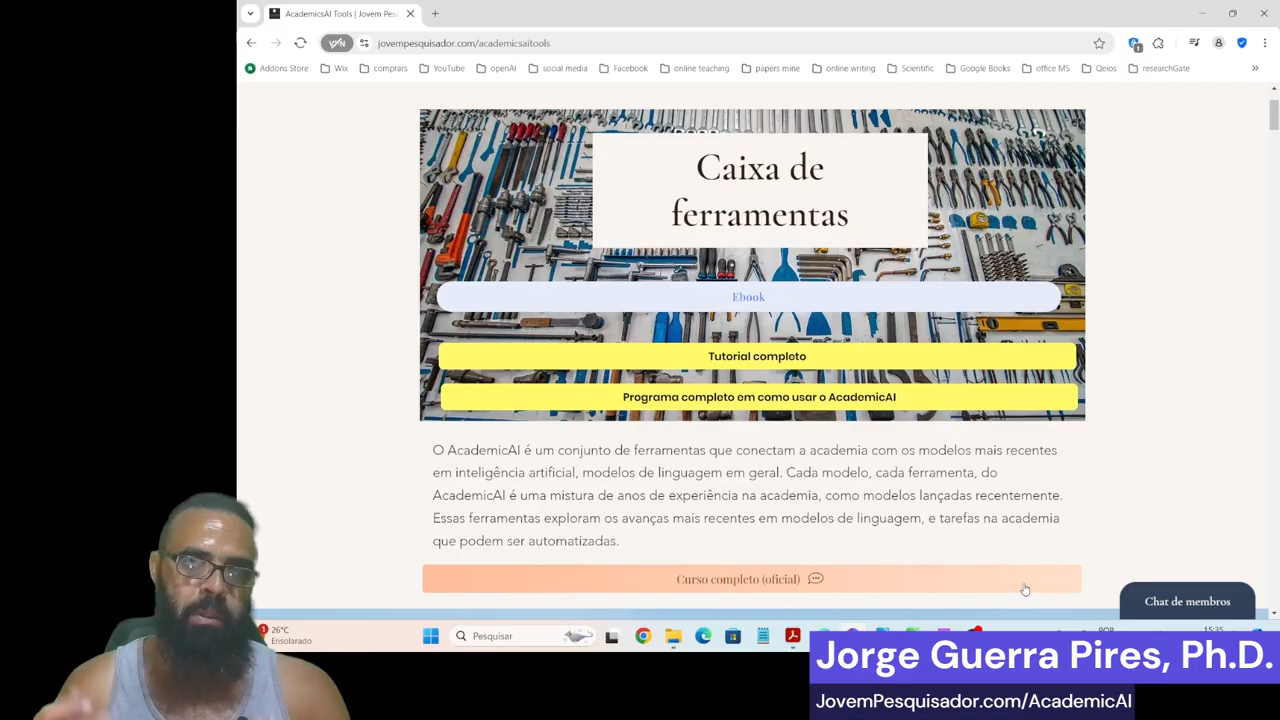 AcademicsAI Tools | Jovem Pes
jovempesquisador.com/academicsaitools
Addons Store
Wix
comprars
YouTube
openAI
social media
Facebook
online teaching
papers mine
online writing
Scientific
Google Books
office MS
Qeios
researchGate
Caixa de
ferramentas
Ebook
Tutorial completo
Programa completo em como usar o AcademicAI
O AcademicAI é um conjunto de ferramentas que conectam a academia com os modelos mais recentes
em inteligência artificial, modelos de linguagem em geral. Cada modelo, cada ferramenta, do
AcademicAI é uma mistura de anos de experiência na academia, como modelos lançadas recentemente.
Essas ferramentas exploram os avanças mais recentes em modelos de linguagem, e tarefas na academia
que podem ser automatizadas.
Curso completo (oficial)
Chat de membros
1
26°C
Ensolarado
Pesquisar
Jorge Guerra Pires, Ph.D.
JovemPesquisador.com/AcademicAI